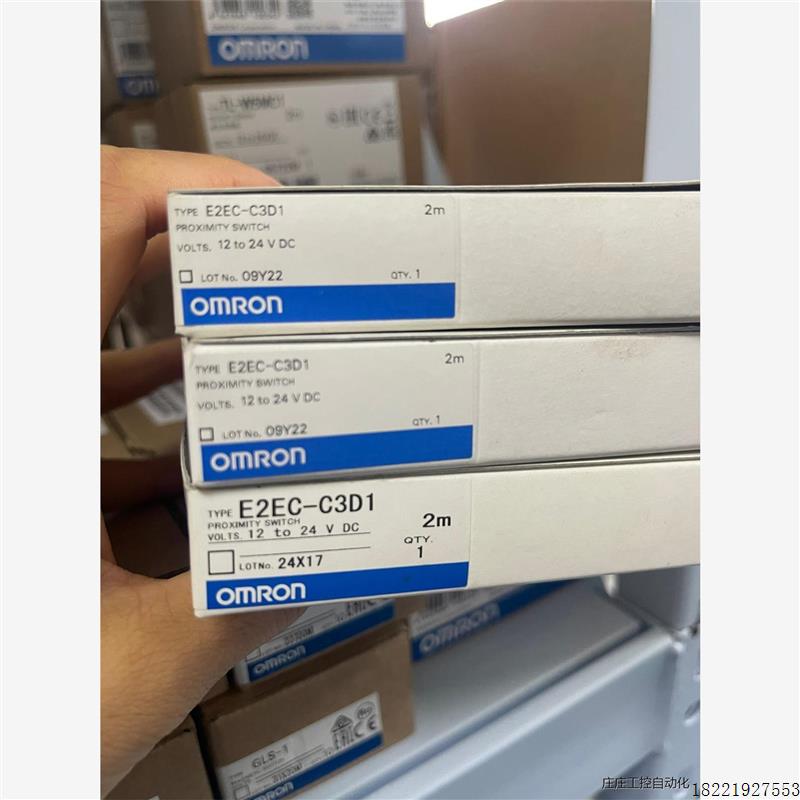 OMRON
TYPE E2EC-C3D1 2m
PROXIMITY SWITCH
VOLTS. 12 to 24 V DC
LOT No. 09Y22 QTY. 1
OMRON
TYPE E2EC-C3D1 2m
PROXIMITY SWITCH
VOLTS. 12 to 24 V DC
LOT No. 09Y22 QTY. 1
OMRON
TYPE E2EC-C3D1
PROXIMITY SWITCH 2m
VOLTS. 12 to 24 V DC
QTY.
LOTNo. 24X17 1
OMRON
OMRON
OMRON
TYPE GLS-1
OMRON
庄庄工控自动化 18221927553